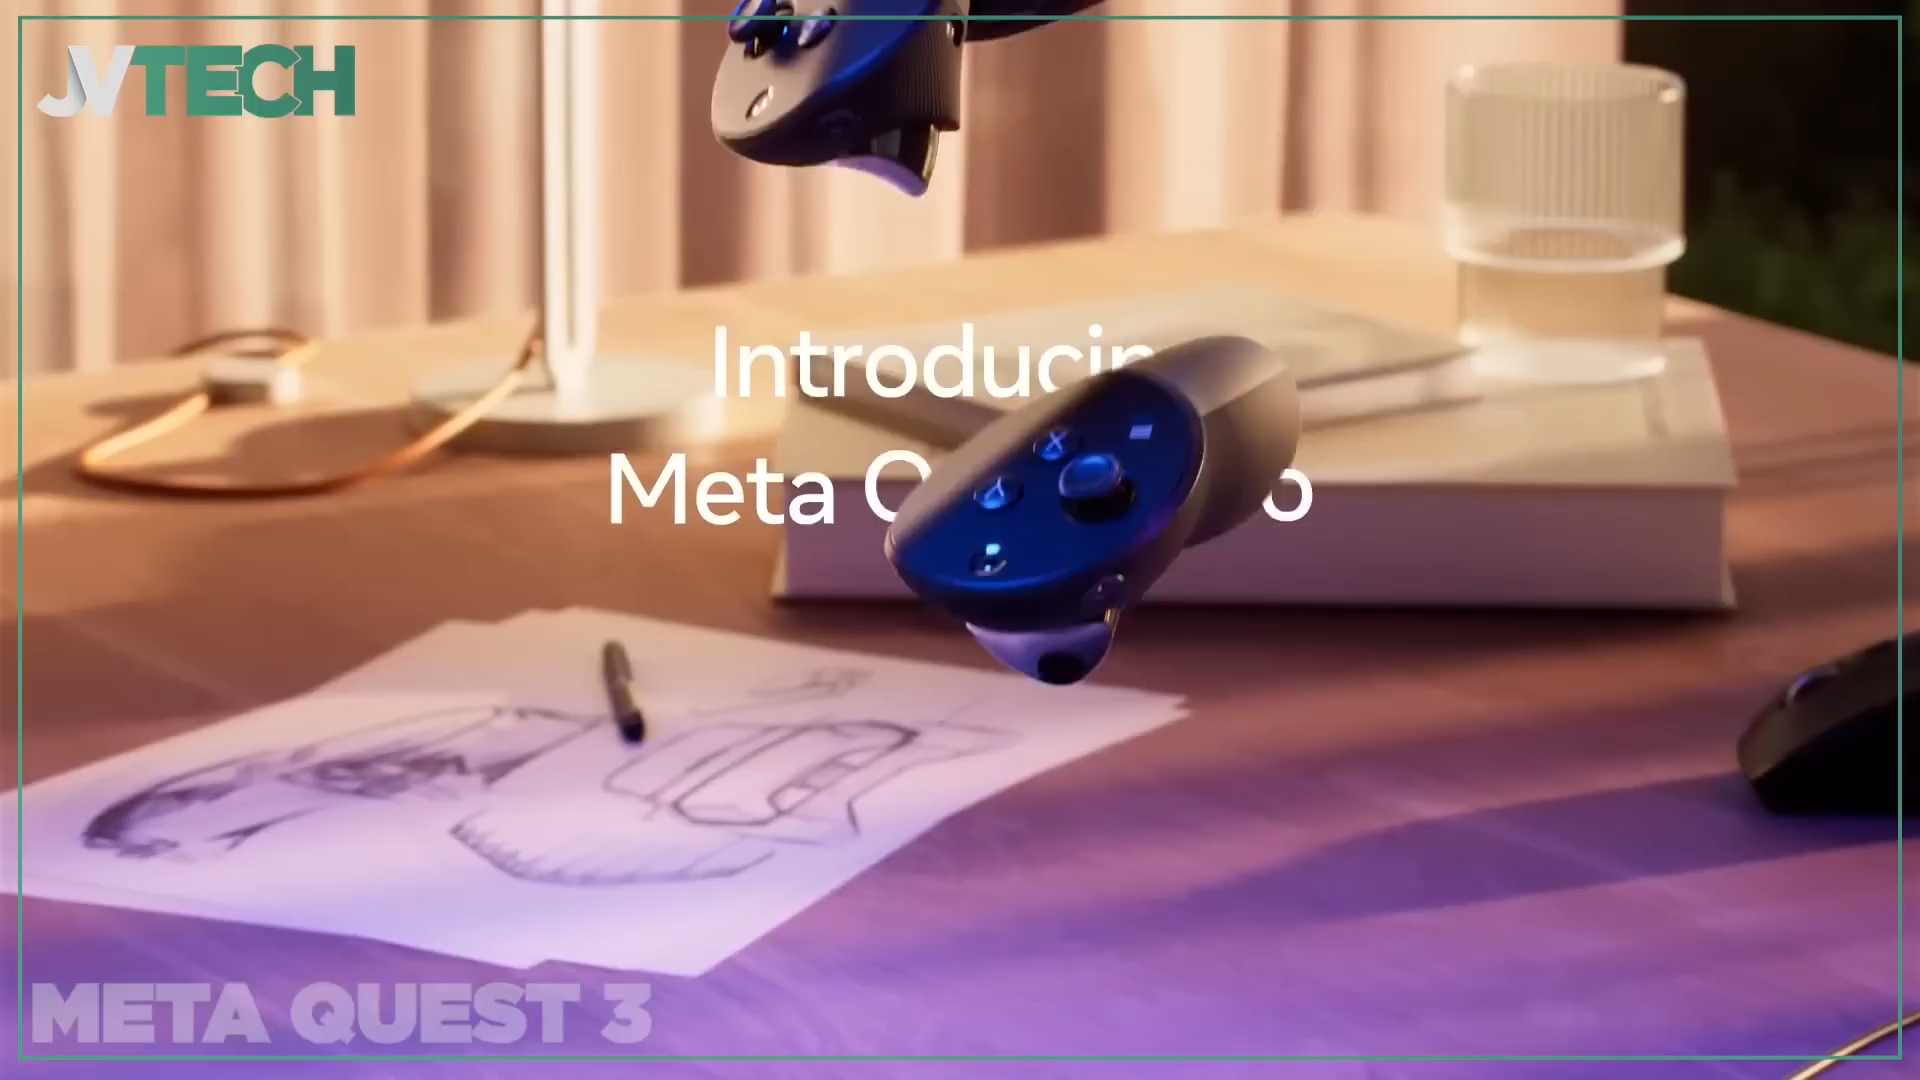 JVTECH
Introducin
Meta Q o
X
Y
META QUEST 3